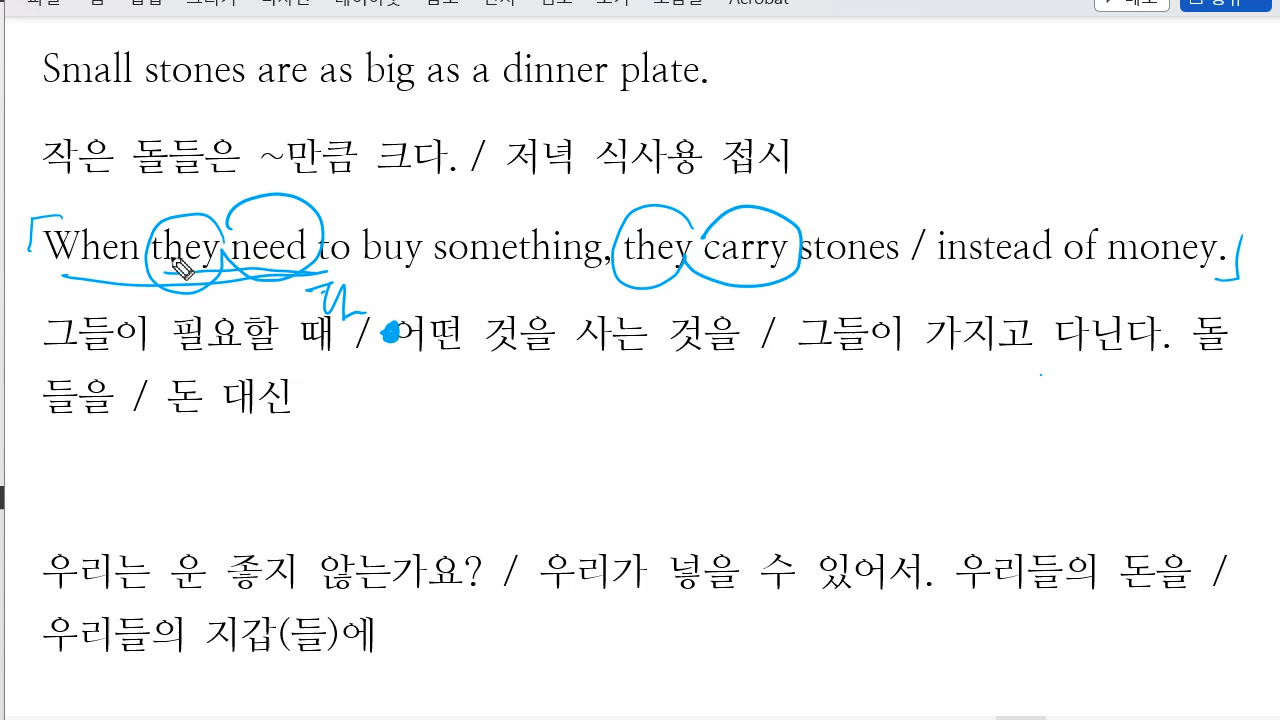 Acrobat
Small stones are as big as a dinner plate.
작은 돌들은 ~만큼 크다. / 저녁 식사용 접시
When they need to buy something, they carry stones / instead of money.
그들이 필요할 때 / 어떤 것을 사는 것을 / 그들이 가지고 다닌다. 돌
들을 / 돈 대신
우리는 운 좋지 않는가요? / 우리가 넣을 수 있어서. 우리들의 돈을 /
우리들의 지갑(들)에